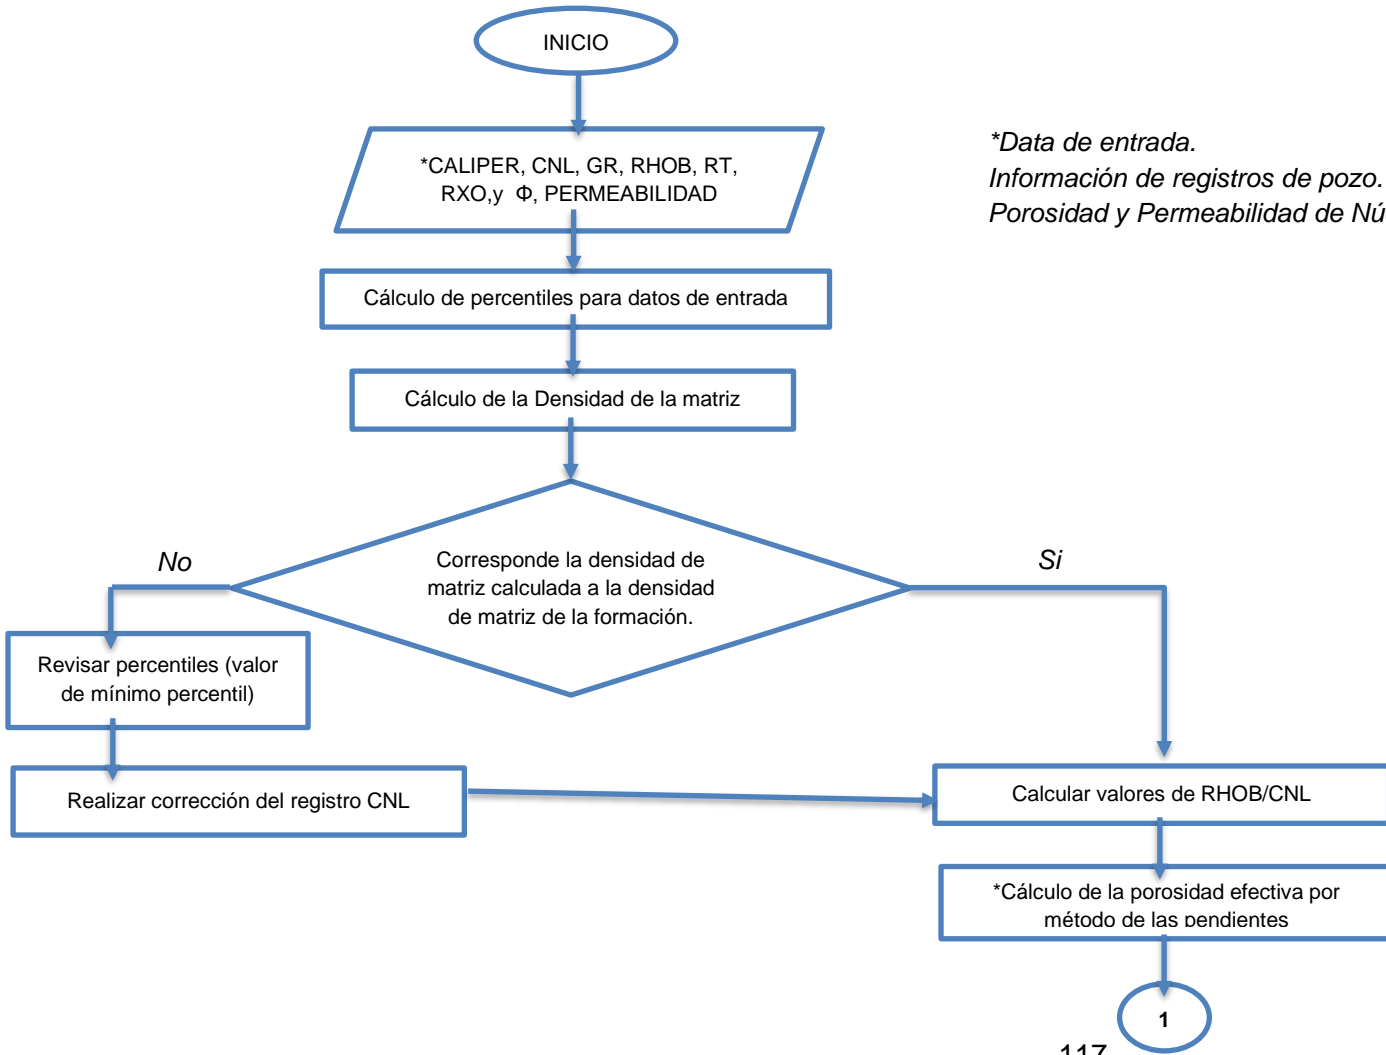 INICIO
*CALIPER, CNL, GR, RHOB, RT,
RXO,y Φ, PERMEABILIDAD
*Data de entrada.
Información de registros de pozo.
Porosidad y Permeabilidad de Nú
Cálculo de percentiles para datos de entrada
Cálculo de la Densidad de la matriz
Corresponde la densidad de
matriz calculada a la densidad
de matriz de la formación.
No
Si
Revisar percentiles (valor
de mínimo percentil)
Realizar corrección del registro CNL
Calcular valores de RHOB/CNL
*Cálculo de la porosidad efectiva por
método de las pendientes
1
117